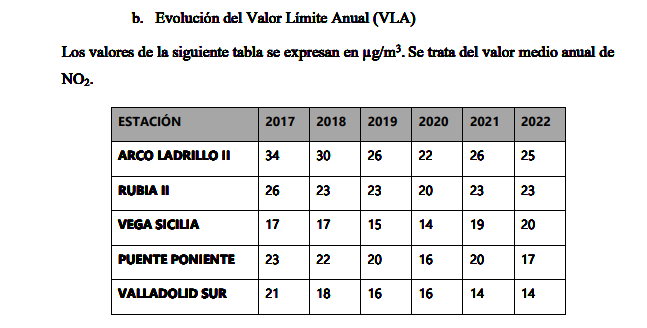 b. Evolución del Valor Límite Anual (VLA)
Los valores de la siguiente tabla se expresan en µg/m³. Se trata del valor medio anual de
NO₂.
ESTACIÓN 2017 2018 2019 2020 2021 2022
ARCO LADRILLO II 34 30 26 22 26 25
RUBIA II 26 23 23 20 23 23
VEGA SICILIA 17 17 15 14 19 20
PUENTE PONIENTE 23 22 20 16 20 17
VALLADOLID SUR 21 18 16 16 14 14